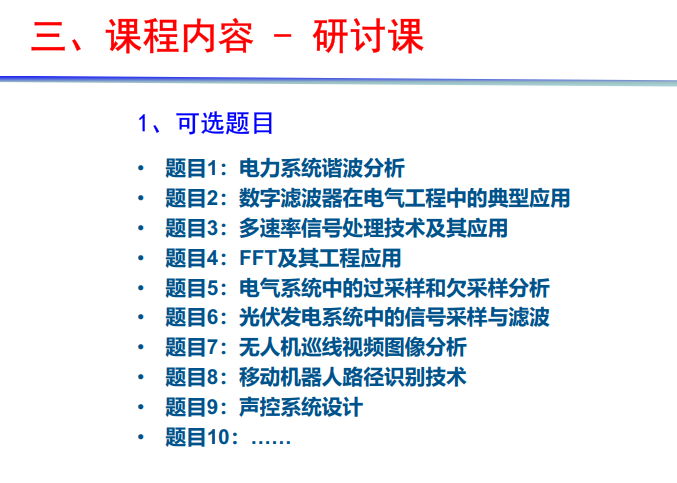 三、课程内容 - 研讨课
1、可选题目
• 题目1：电力系统谐波分析
• 题目2：数字滤波器在电气工程中的典型应用
• 题目3：多速率信号处理技术及其应用
• 题目4：FFT及其工程应用
• 题目5：电气系统中的过采样和欠采样分析
• 题目6：光伏发电系统中的信号采样与滤波
• 题目7：无人机巡线视频图像分析
• 题目8：移动机器人路径识别技术
• 题目9：声控系统设计
• 题目10：……